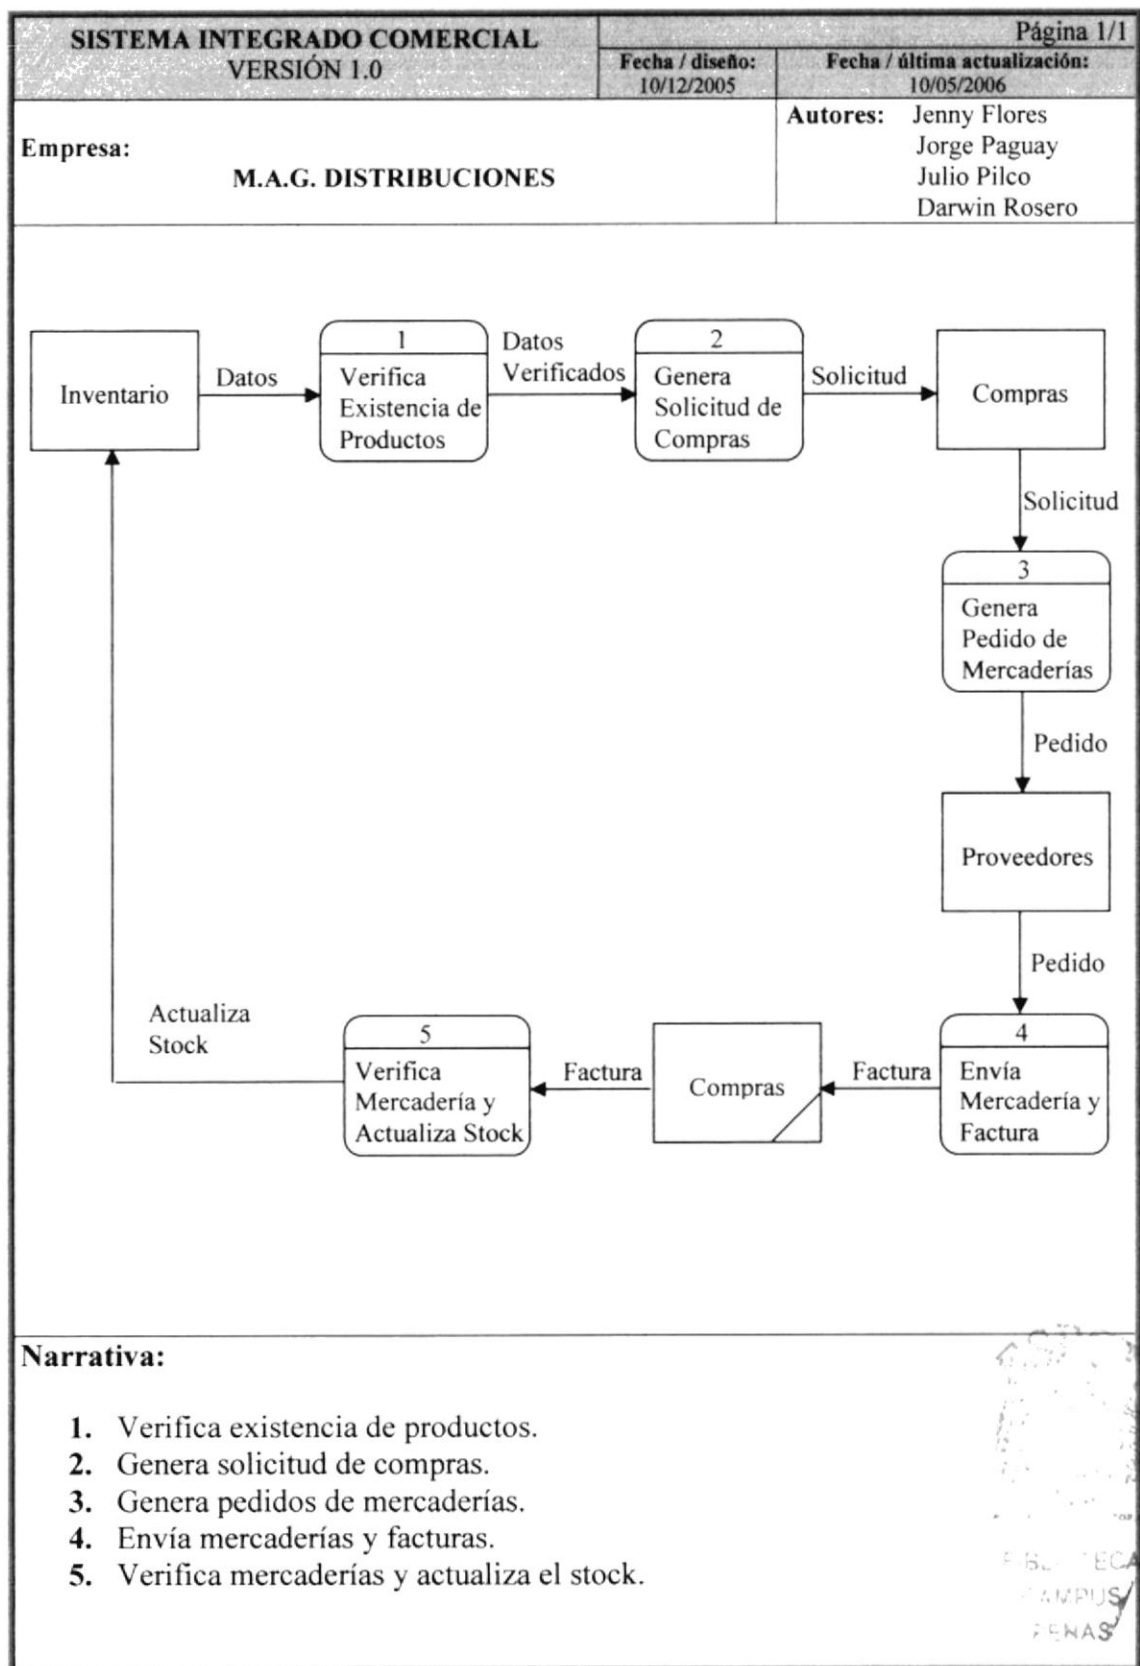 SISTEMA INTEGRADO COMERCIAL
VERSIÓN 1.0
Página 1/1
Fecha / diseño:
10/12/2005
Fecha / última actualización:
10/05/2006
Empresa:
M.A.G. DISTRIBUCIONES
Autores: Jenny Flores
Jorge Paguay
Julio Pilco
Darwin Rosero
Inventario
Datos
1
Verifica
Existencia de
Productos
Datos
Verificados
2
Genera
Solicitud de
Compras
Solicitud
Compras
Solicitud
3
Genera
Pedido de
Mercaderías
Pedido
Proveedores
Pedido
4
Envía
Mercadería y
Factura
Factura
Compras
Factura
5
Verifica
Mercadería y
Actualiza Stock
Actualiza
Stock
Narrativa:
1. Verifica existencia de productos.
2. Genera solicitud de compras.
3. Genera pedidos de mercaderías.
4. Envía mercaderías y facturas.
5. Verifica mercaderías y actualiza el stock.